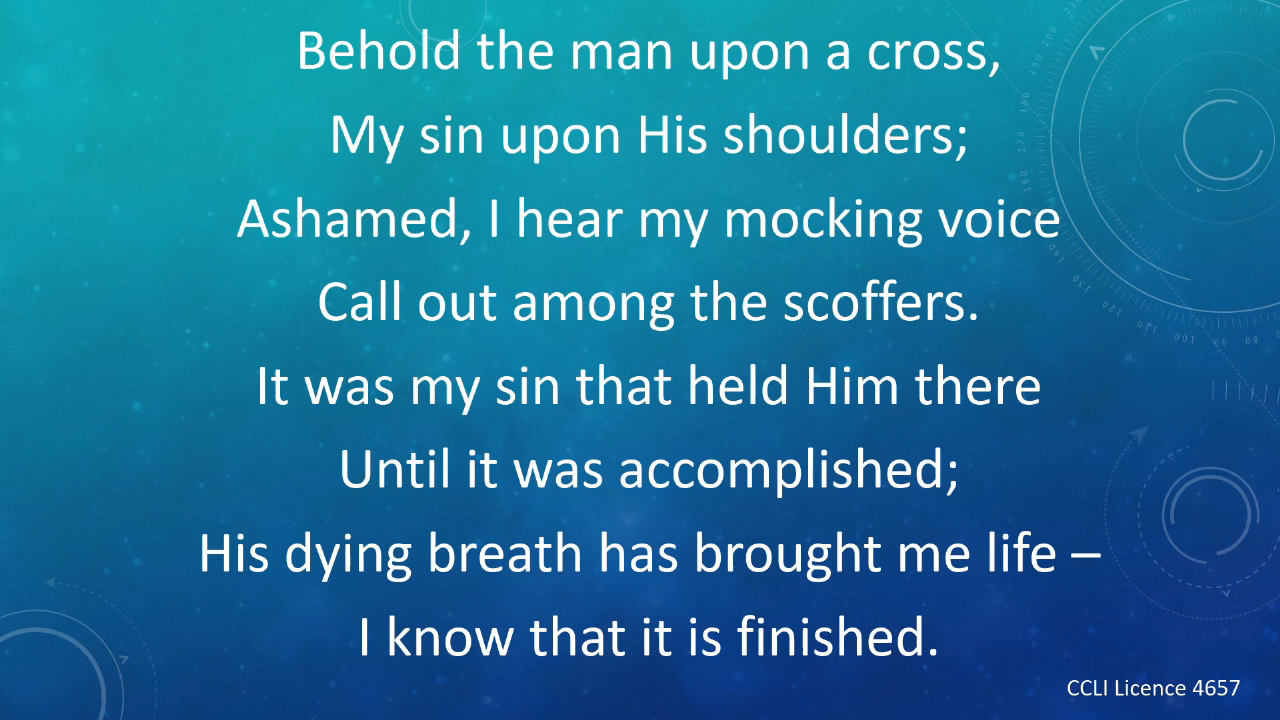 Behold the man upon a cross,
My sin upon His shoulders;
Ashamed, I hear my mocking voice
Call out among the scoffers.
It was my sin that held Him there
Until it was accomplished;
His dying breath has brought me life –
I know that it is finished.
CCLI Licence 4657